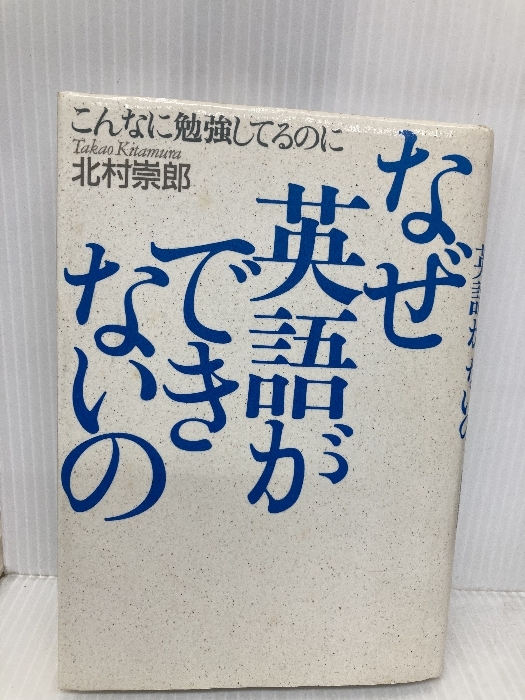 こんなに勉強してるのに
Takao Kitamura
北村崇郎
なぜ
英語が
でき
ないの